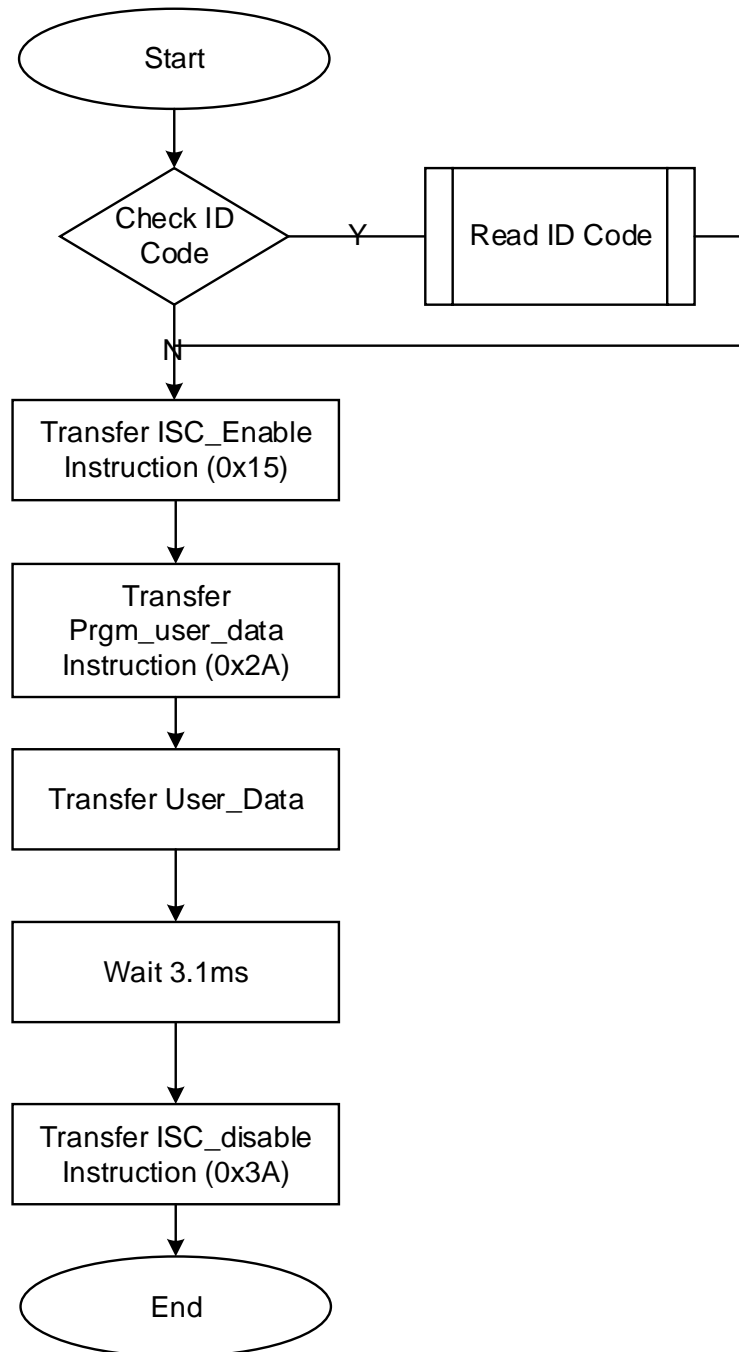 Start
Check ID
Code
Y
Read ID Code
N
Transfer ISC_Enable
Instruction (0x15)
Transfer
Prgm_user_data
Instruction (0x2A)
Transfer User_Data
Wait 3.1ms
Transfer ISC_disable
Instruction (0x3A)
End